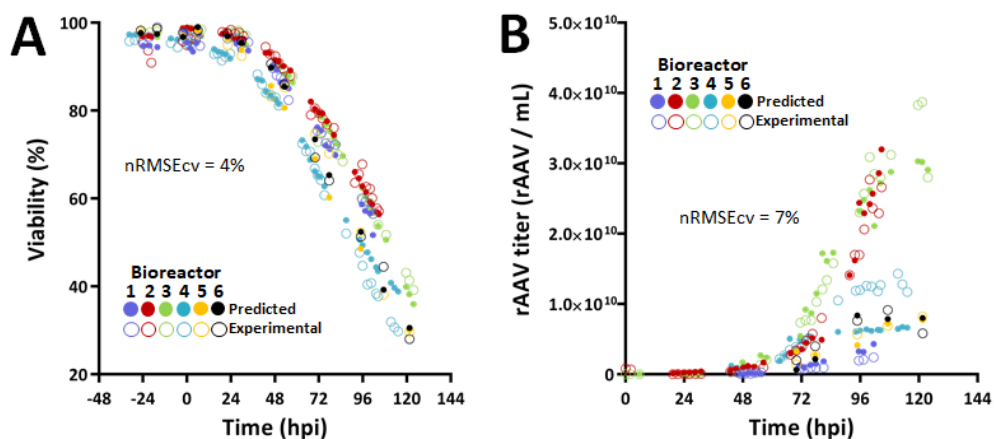 A
Viability (%)
100
80
60
40
20
nRMSEcv = 4%
Bioreactor
1 2 3 4 5 6
Predicted
Experimental
-48 -24 0 24 48 72 96 120 144
Time (hpi)
B
rAAV titer (rAAV / mL)
5.0×10¹⁰
4.0×10¹⁰
3.0×10¹⁰
2.0×10¹⁰
1.0×10¹⁰
0
Bioreactor
1 2 3 4 5 6
Predicted
Experimental
nRMSEcv = 7%
0 24 48 72 96 120 144
Time (hpi)